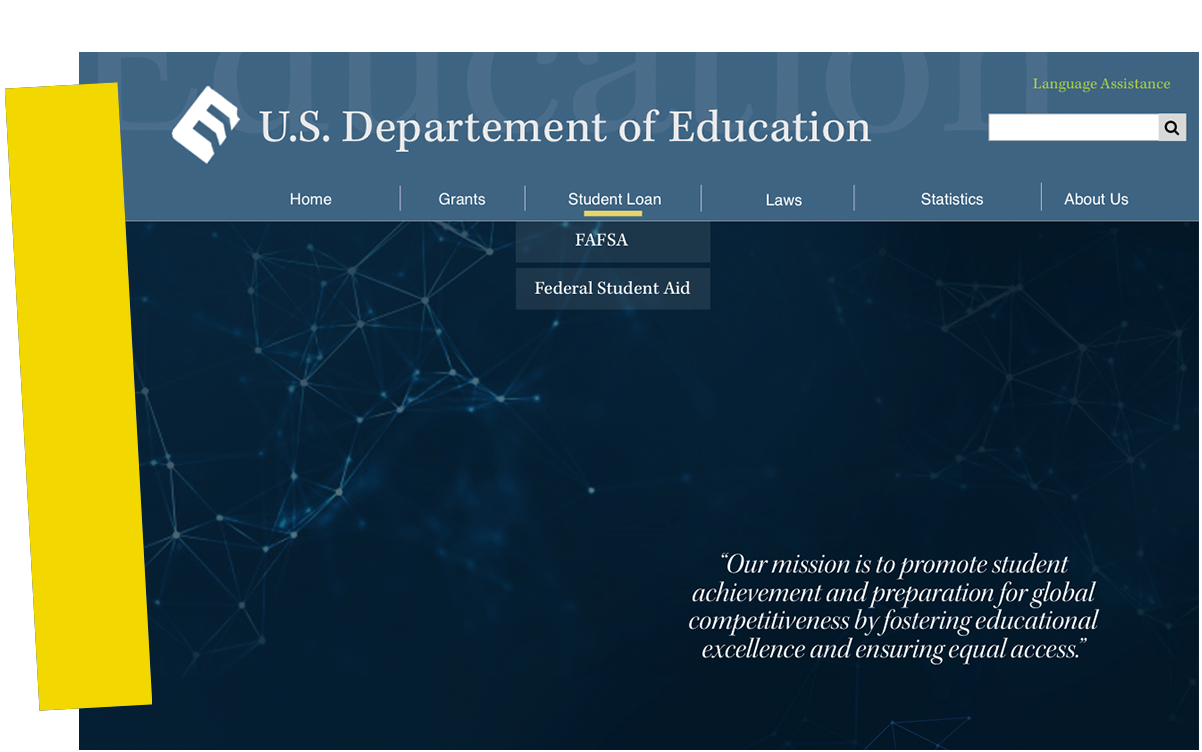 Education
Language Assistance
U.S. Departement of Education
Home Grants Student Loan Laws Statistics About Us
FAFSA
Federal Student Aid
“Our mission is to promote student
achievement and preparation for global
competitiveness by fostering educational
excellence and ensuring equal access.”